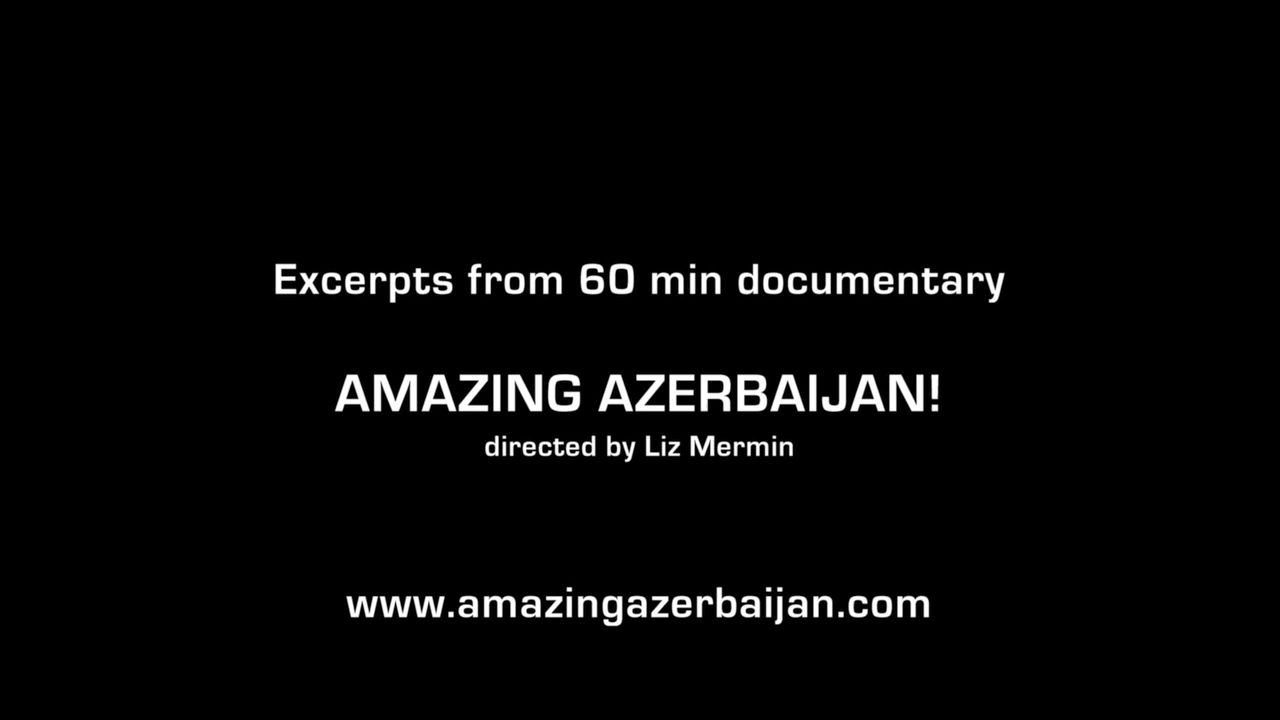 Excerpts from 60 min documentary
AMAZING AZERBAIJAN!
directed by Liz Mermin
www.amazingazerbaijan.com